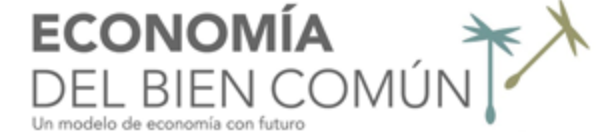 ECONOMÍA
DEL BIEN COMÚN
Un modelo de economía con futuro